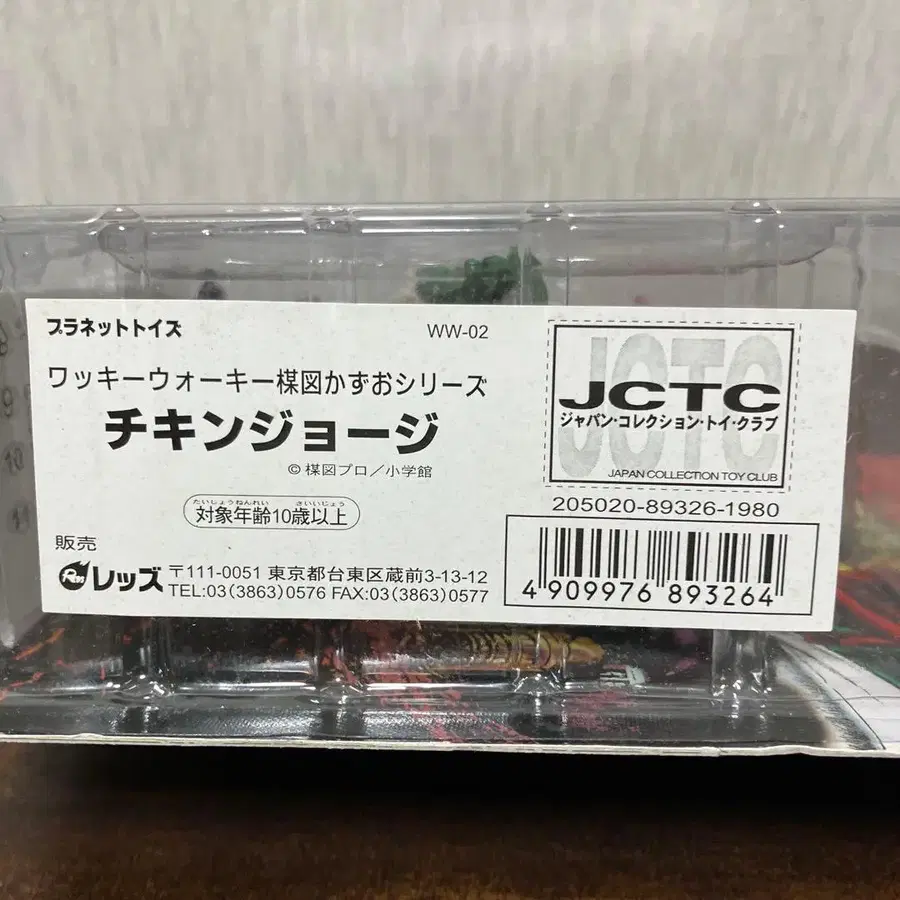 プラネットトイズ
WW-02
ワッキーウォーキー楳図かずおシリーズ
チキンジョージ
©楳図プロ／小学館
たいしょうねんれい さいいじょう
対象年齢10歳以上
販売
Rm レッズ
〒111-0051 東京都台東区蔵前3-13-12
TEL:03(3863)0576 FAX:03(3863)0577
JCTC
JCTC
ジャパン・コレクション・トイ・クラブ
JAPAN COLLECTION TOY CLUB
205020-89326-1980
4 909976 893264